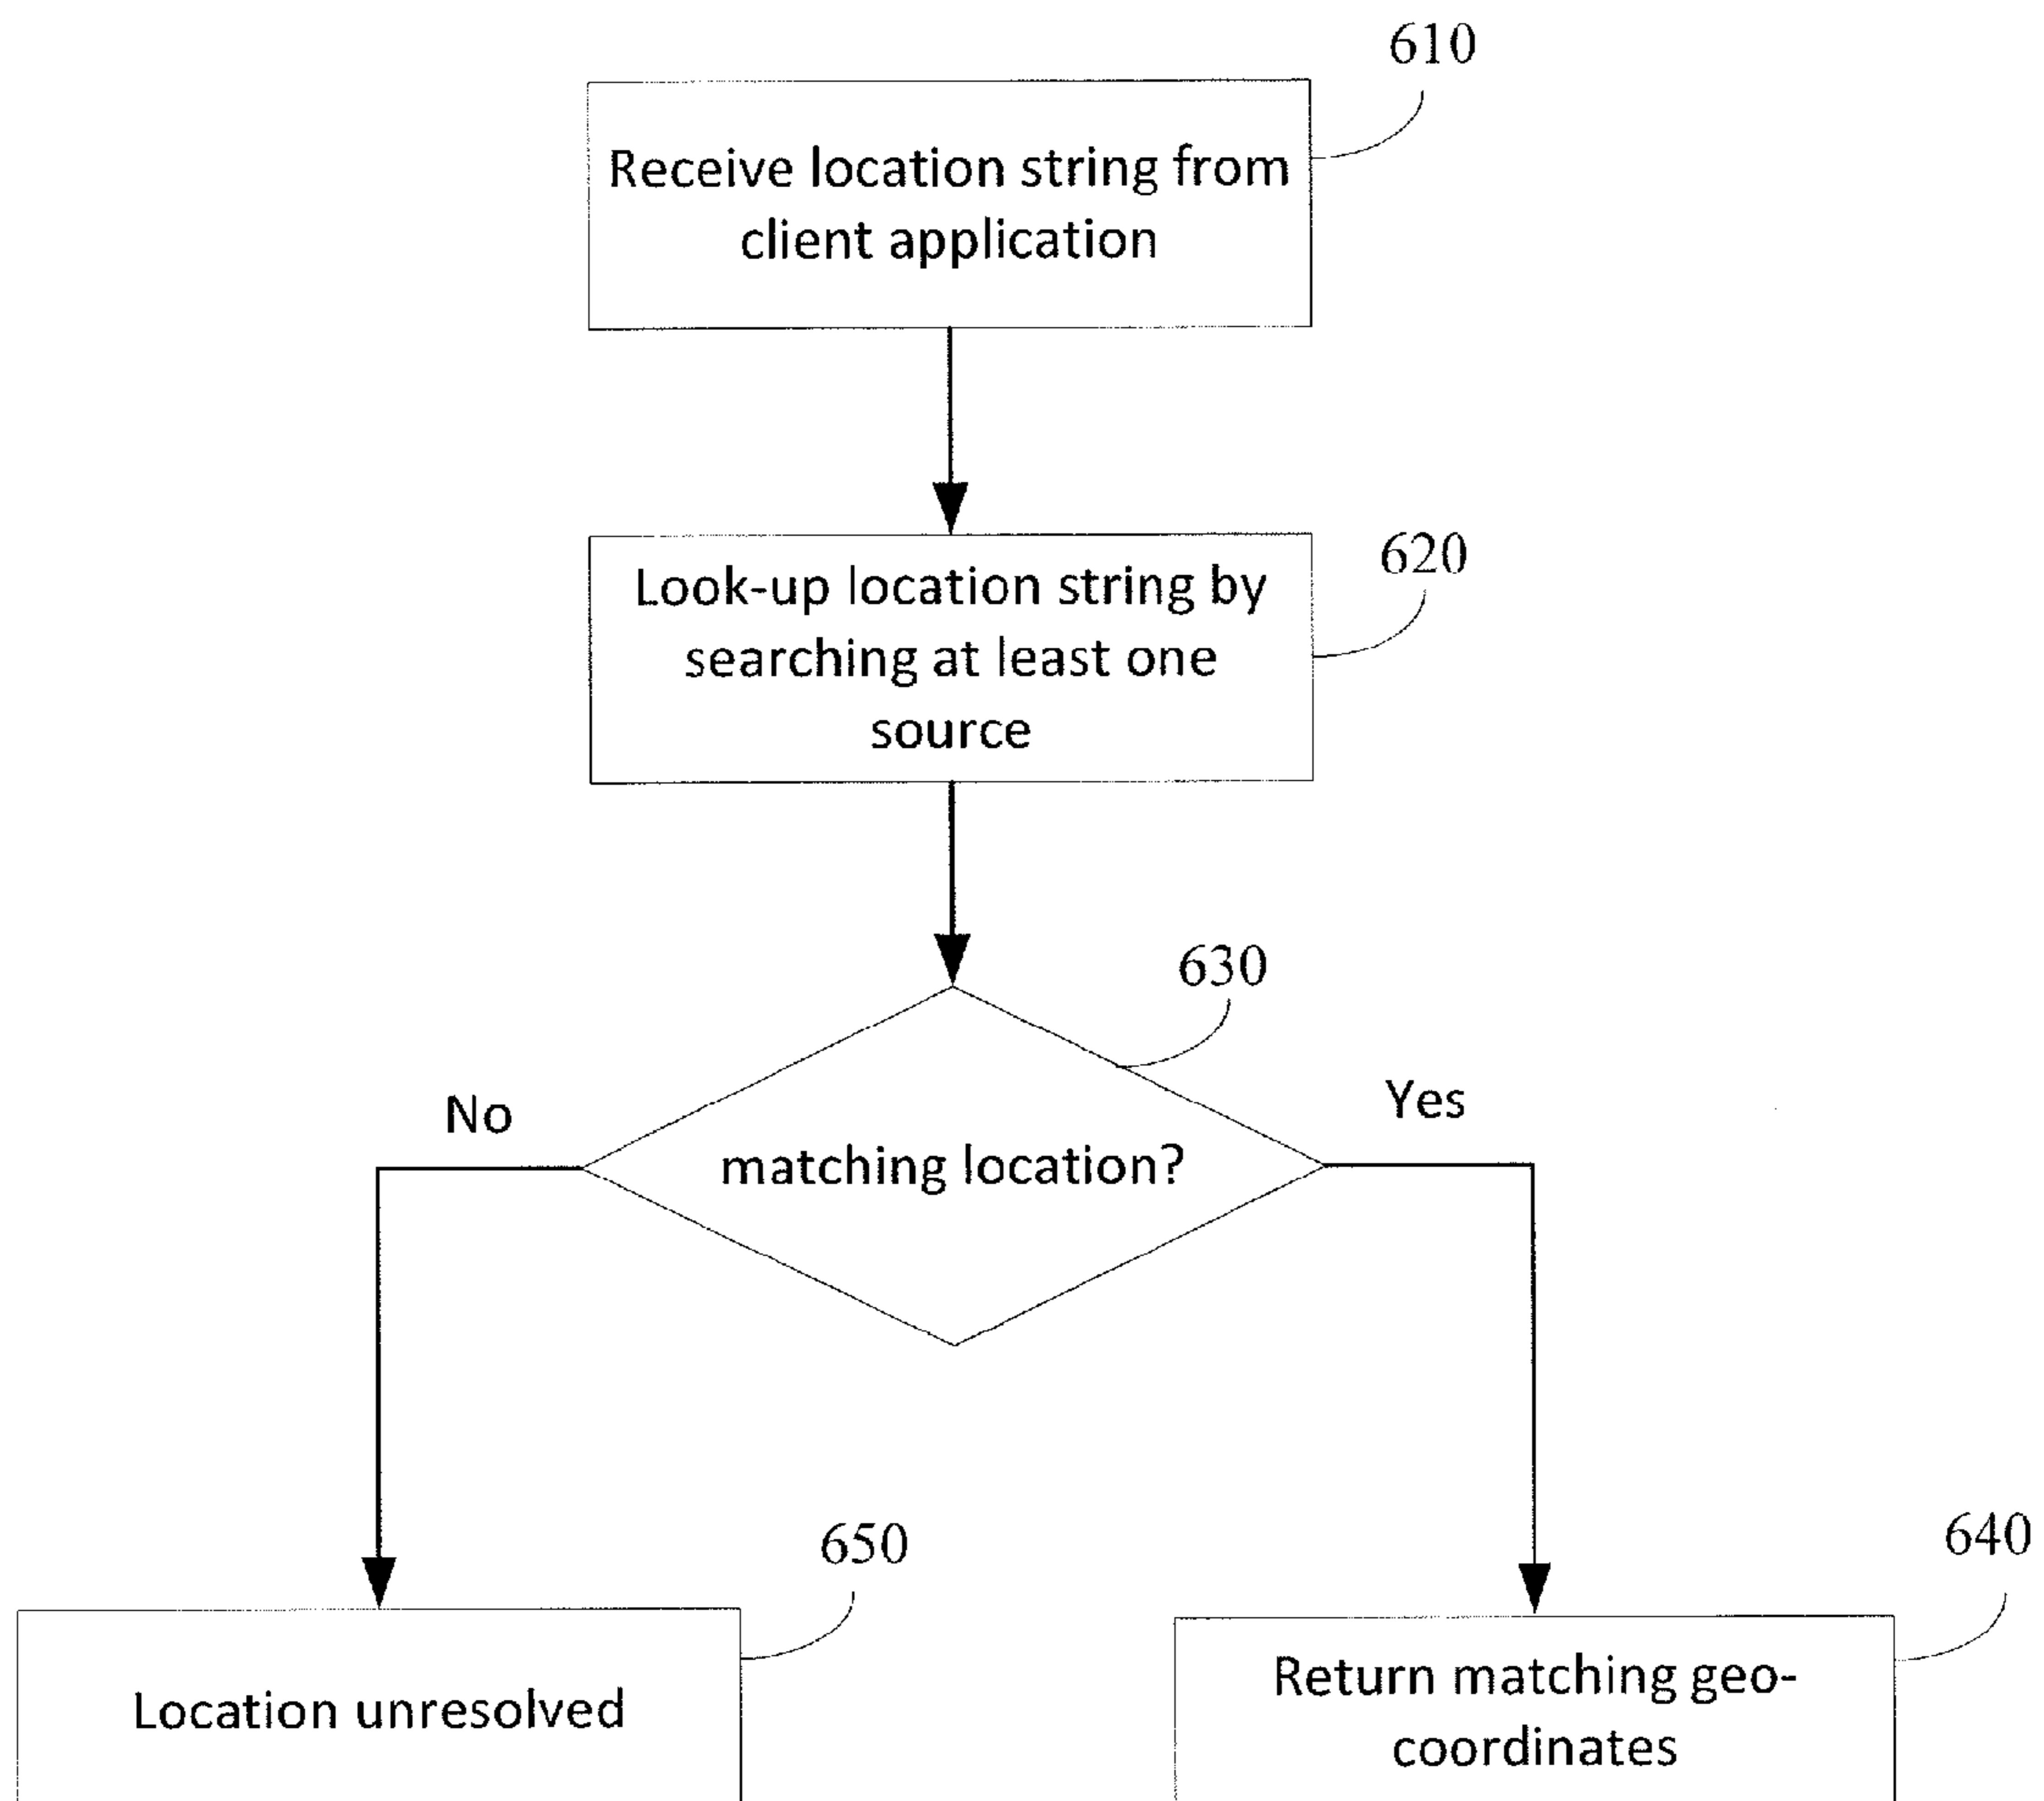 610
Receive location string from
client application
620
Look-up location string by
searching at least one
source
630
No
Yes
matching location?
650
640
Location unresolved
Return matching geo-
coordinates